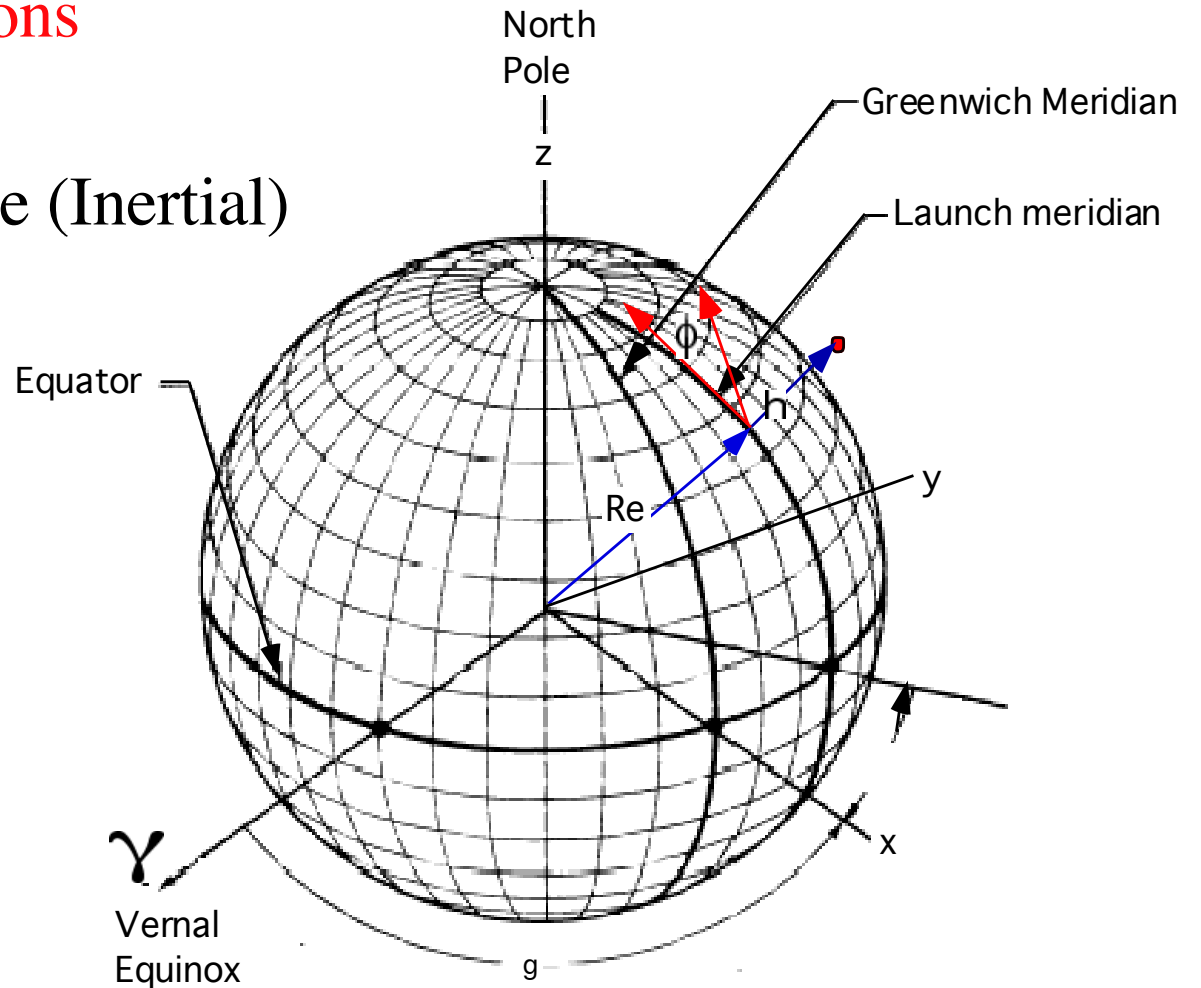 ons
North
Pole
Greenwich Meridian
z
e (Inertial)
Launch meridian
ϕ
Equator
h
y
Re
x
γ
Vernal
Equinox
g